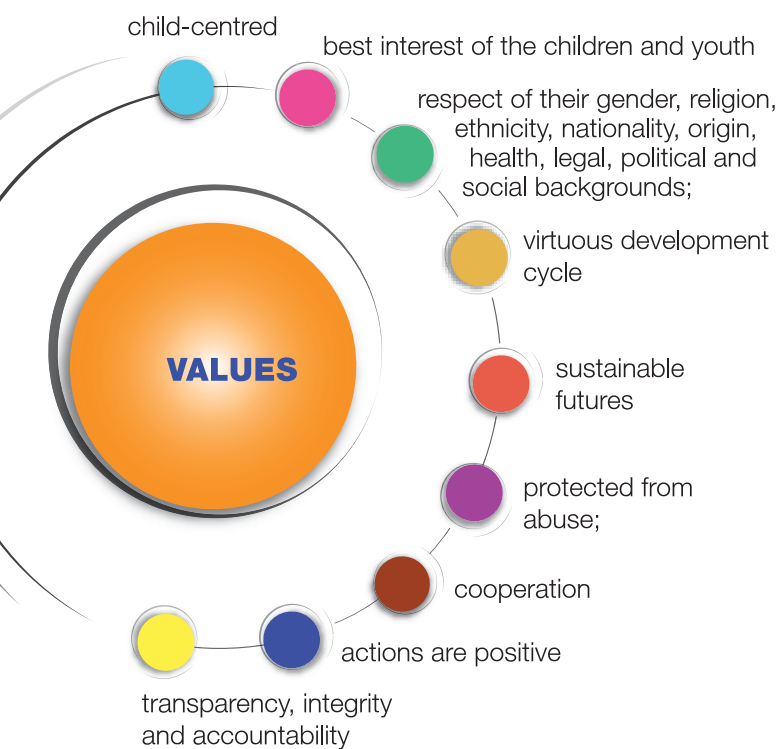 child-centred
best interest of the children and youth
respect of their gender, religion,
ethnicity, nationality, origin,
health, legal, political and
social backgrounds;
virtuous development
cycle
VALUES
sustainable
futures
protected from
abuse;
cooperation
actions are positive
transparency, integrity
and accountability